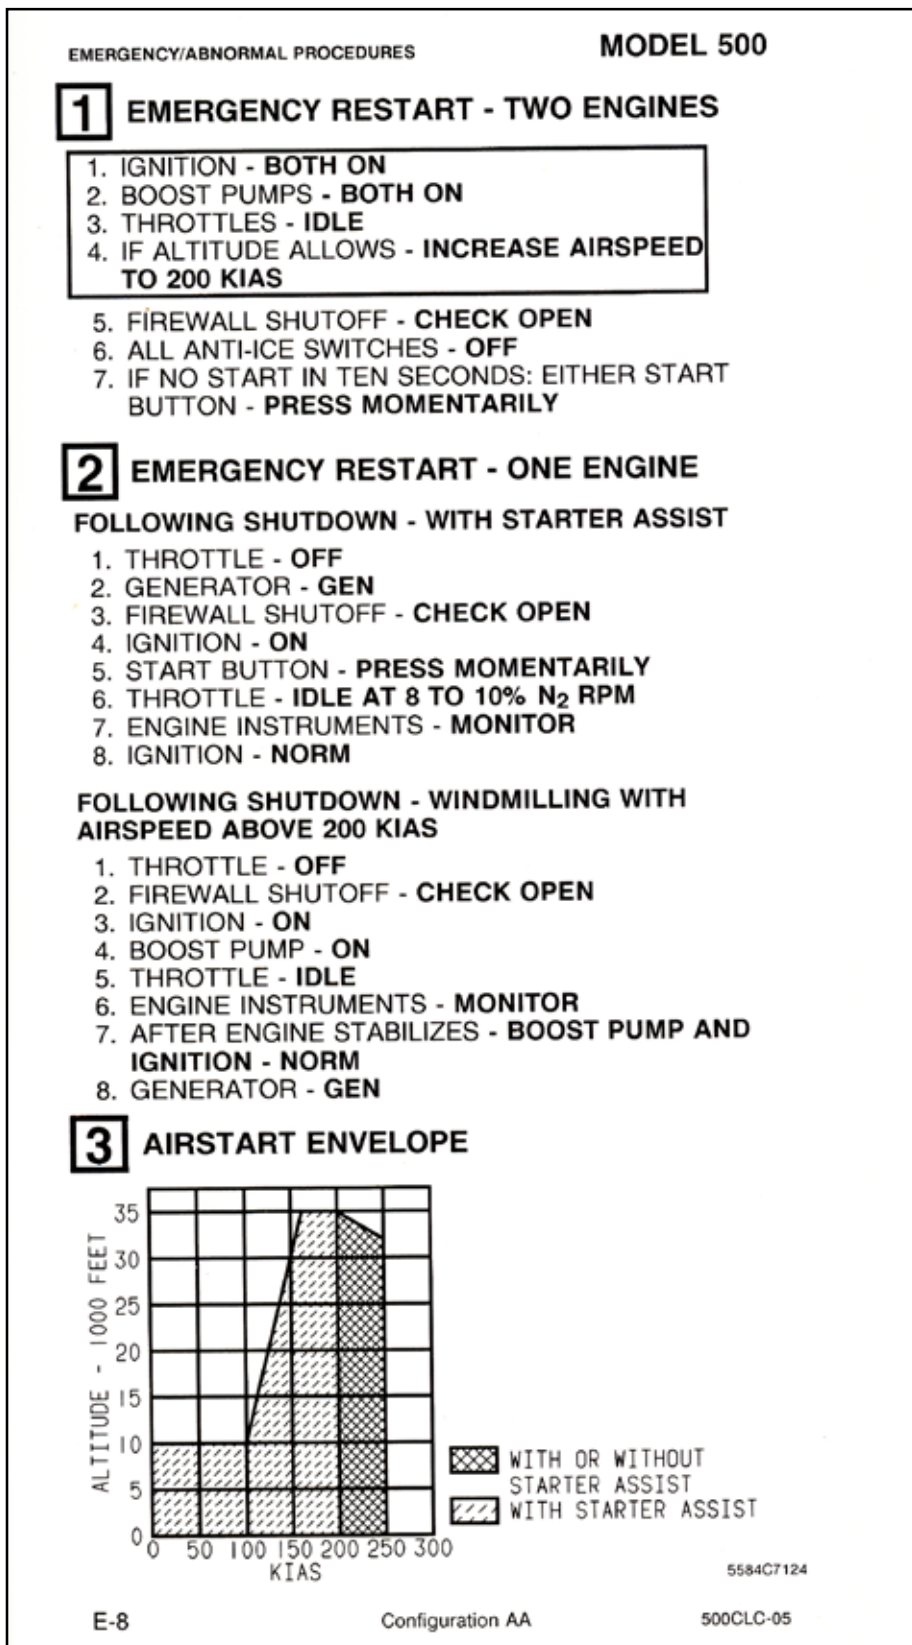 EMERGENCY/ABNORMAL PROCEDURES MODEL 500
1 EMERGENCY RESTART - TWO ENGINES
1. IGNITION - BOTH ON
2. BOOST PUMPS - BOTH ON
3. THROTTLES - IDLE
4. IF ALTITUDE ALLOWS - INCREASE AIRSPEED
TO 200 KIAS
5. FIREWALL SHUTOFF - CHECK OPEN
6. ALL ANTI-ICE SWITCHES - OFF
7. IF NO START IN TEN SECONDS: EITHER START
BUTTON - PRESS MOMENTARILY
2 EMERGENCY RESTART - ONE ENGINE
FOLLOWING SHUTDOWN - WITH STARTER ASSIST
1. THROTTLE - OFF
2. GENERATOR - GEN
3. FIREWALL SHUTOFF - CHECK OPEN
4. IGNITION - ON
5. START BUTTON - PRESS MOMENTARILY
6. THROTTLE - IDLE AT 8 TO 10% N2 RPM
7. ENGINE INSTRUMENTS - MONITOR
8. IGNITION - NORM
FOLLOWING SHUTDOWN - WINDMILLING WITH
AIRSPEED ABOVE 200 KIAS
1. THROTTLE - OFF
2. FIREWALL SHUTOFF - CHECK OPEN
3. IGNITION - ON
4. BOOST PUMP - ON
5. THROTTLE - IDLE
6. ENGINE INSTRUMENTS - MONITOR
7. AFTER ENGINE STABILIZES - BOOST PUMP AND
IGNITION - NORM
8. GENERATOR - GEN
3 AIRSTART ENVELOPE
ALTITUDE - 1000 FEET
35
30
25
20
15
10
5
0
0 50 100 150 200 250 300
KIAS
WITH OR WITHOUT
STARTER ASSIST
WITH STARTER ASSIST
5584C7124
E-8 Configuration AA 500CLC-05